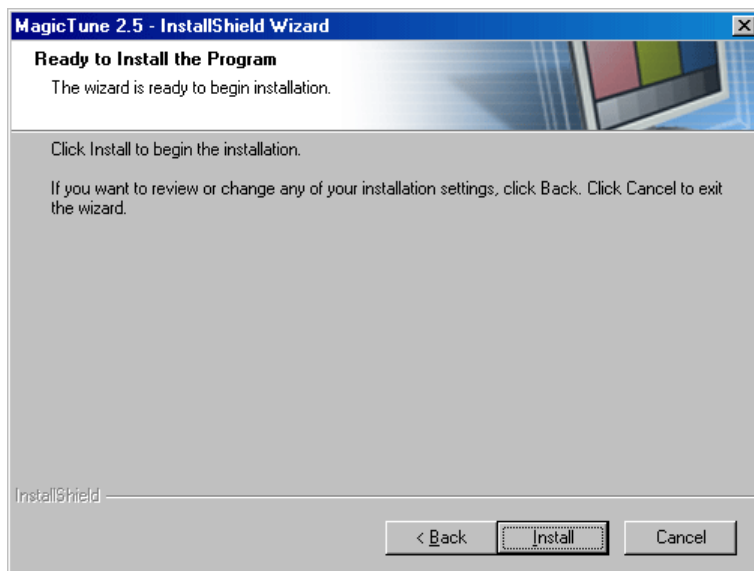 MagicTune 2.5 - InstallShield Wizard
Ready to Install the Program
The wizard is ready to begin installation.
Click Install to begin the installation.
If you want to review or change any of your installation settings, click Back. Click Cancel to exit
the wizard.
InstallShield
< Back
Install
Cancel